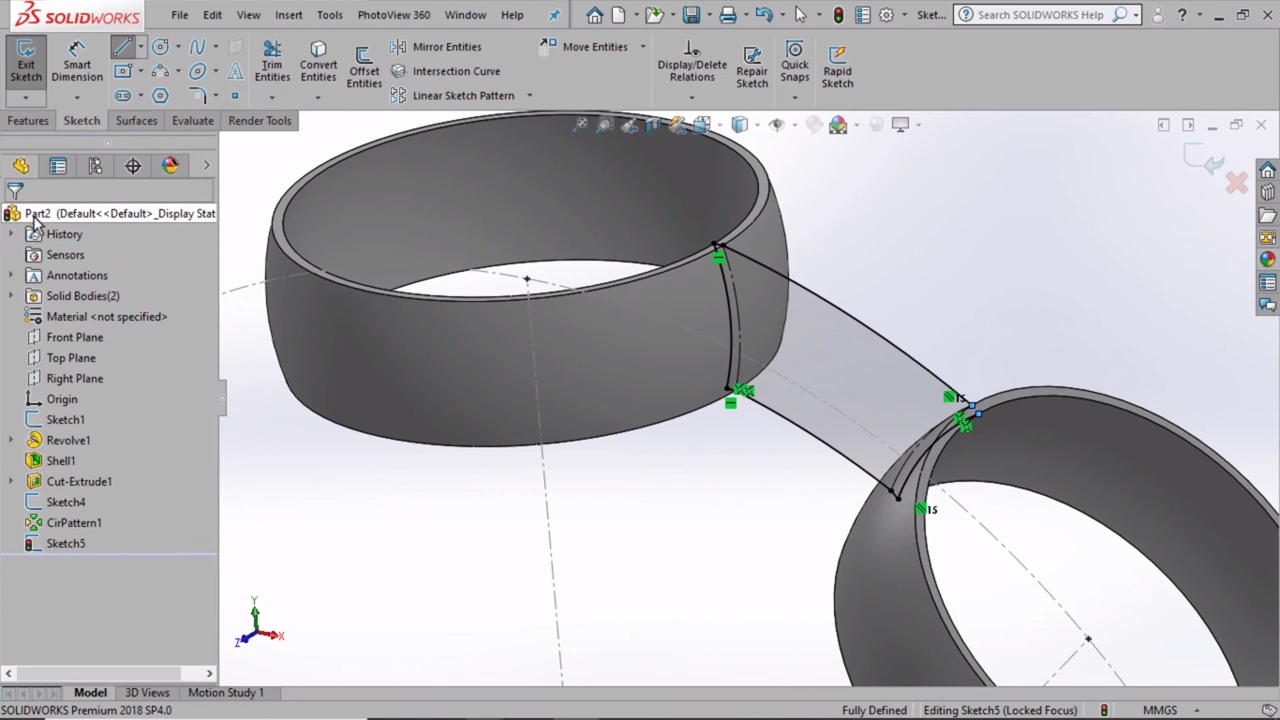 SOLIDWORKS File Edit View Insert Tools PhotoView 360 Window Help Sket... Search SOLIDWORKS Help ?
Exit Sketch Smart Dimension Trim Entities Convert Entities Offset Entities Mirror Entities Move Entities Display/Delete Relations Repair Sketch Quick Snaps Rapid Sketch
Intersection Curve
Linear Sketch Pattern
Features Sketch Surfaces Evaluate Render Tools
Part2 (Default<<Default>_Display Stat
History
Sensors
Annotations
Solid Bodies(2)
Material <not specified>
Front Plane
Top Plane
Right Plane
Origin
Sketch1
Revolve1
Shell1
Cut-Extrude1
Sketch4
CirPattern1
Sketch5
15
15
Y
Z X
Model 3D Views Motion Study 1
SOLIDWORKS Premium 2018 SP4.0 Fully Defined Editing Sketch5 (Locked Focus) MMGS